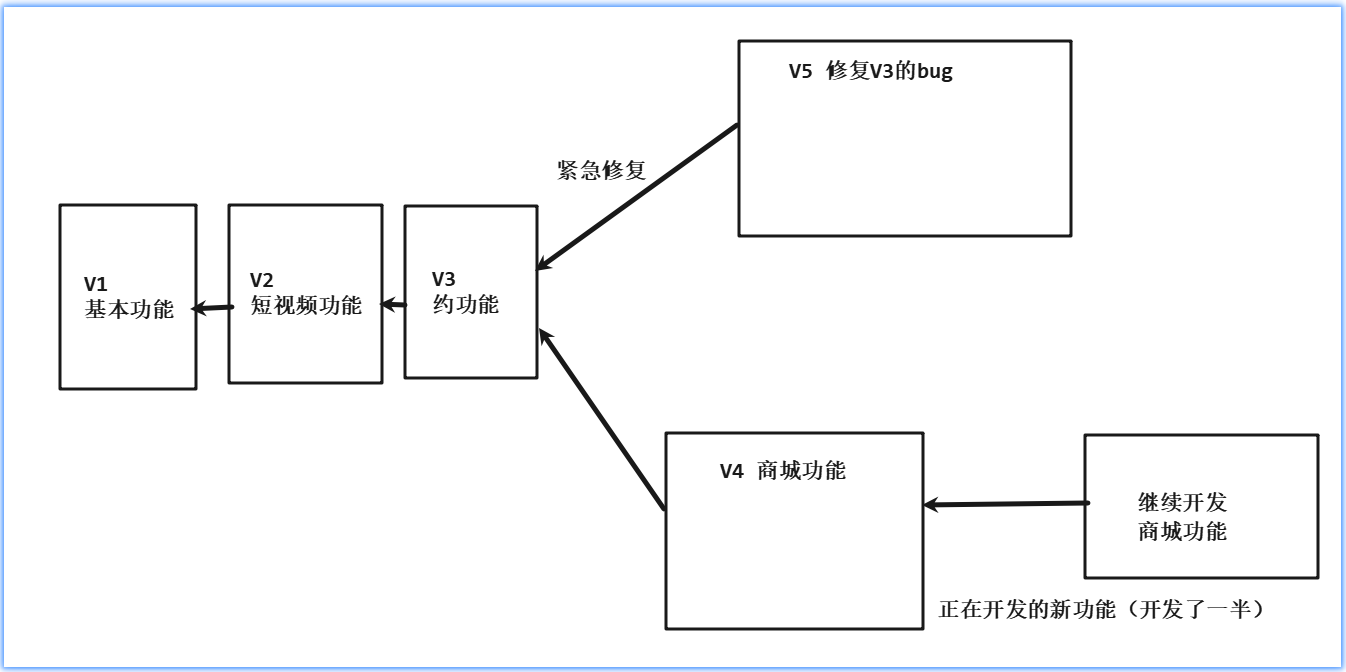 V5 修复V3的bug
紧急修复
V1
基本功能
V2
短视频功能
V3
约功能
V4 商城功能
继续开发
商城功能
正在开发的新功能（开发了一半）